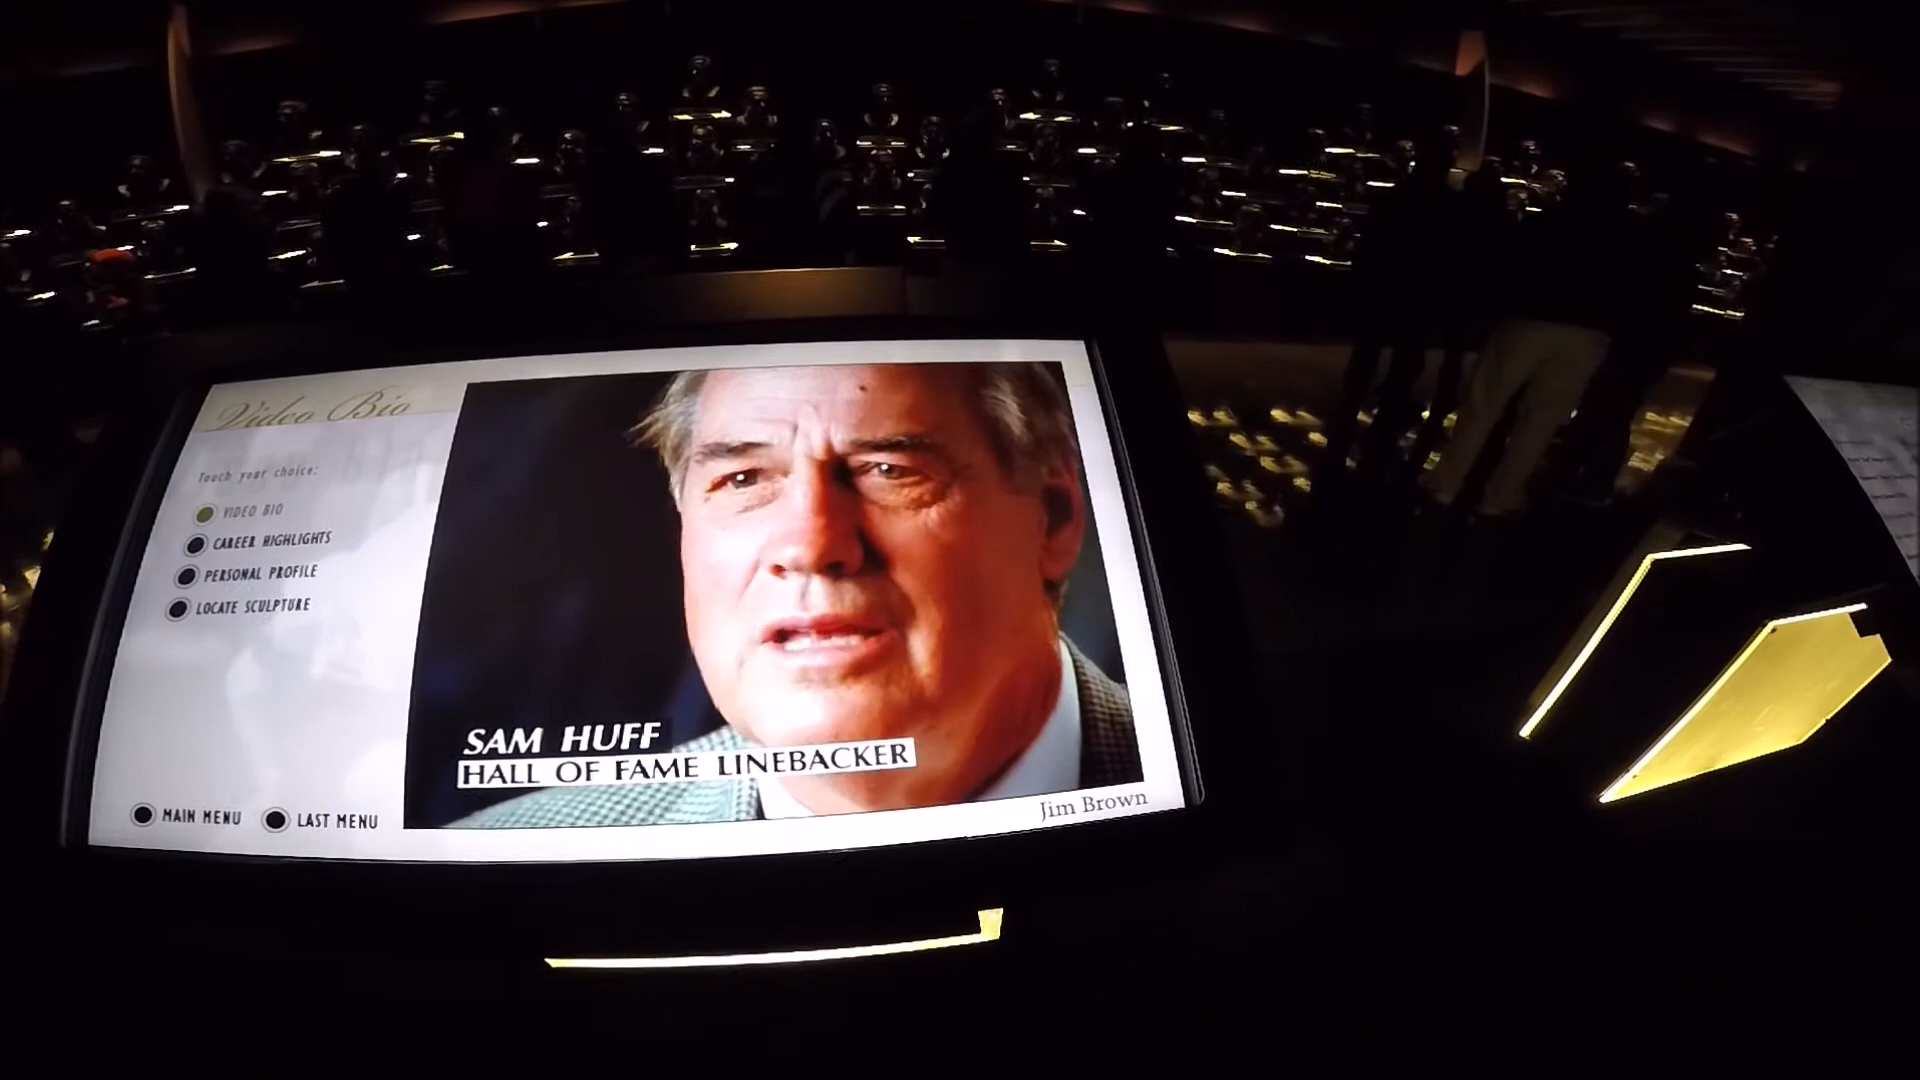 Video Bio
Touch your choice:
VIDEO BIO
CAREER HIGHLIGHTS
PERSONAL PROFILE
LOCATE SCULPTURE
SAM HUFF
HALL OF FAME LINEBACKER
Jim Brown
MAIN MENU
LAST MENU